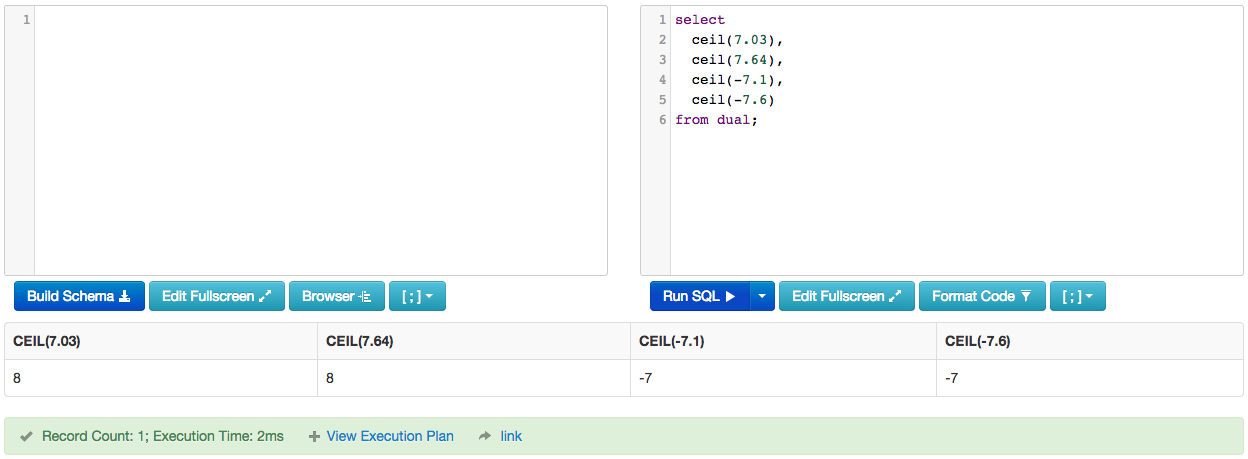 1
1 select
2 ceil(7.03),
3 ceil(7.64),
4 ceil(-7.1),
5 ceil(-7.6)
6 from dual;
Build Schema Edit Fullscreen Browser [ ; ]
Run SQL Edit Fullscreen Format Code [ ; ]
CEIL(7.03) CEIL(7.64) CEIL(-7.1) CEIL(-7.6)
8 8 -7 -7
Record Count: 1; Execution Time: 2ms View Execution Plan link